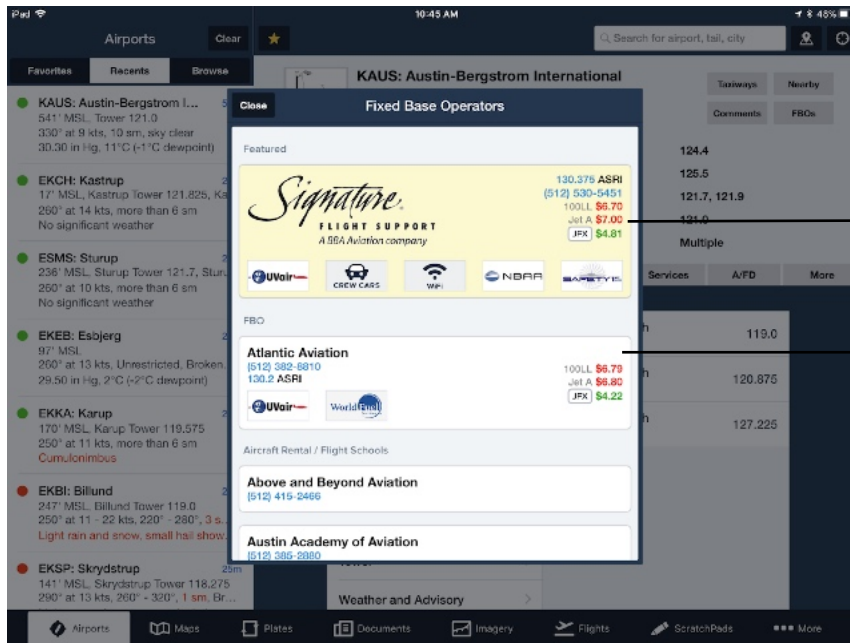 iPad
10:45 AM
48%
Airports
Clear
Search for airport, tail, city
Favorites
Recents
Browse
KAUS: Austin-Bergstrom I...
541' MSL, Tower 121.0
330° at 9 kts, 10 sm, sky clear
30.30 in Hg, 11°C (-1°C dewpoint)
EKCH: Kastrup
17' MSL, Kastrup Tower 121.825, Ka
260° at 14 kts, more than 6 sm
No significant weather
ESMS: Sturup
236' MSL, Sturup Tower 121.7, Stur
260° at 10 kts, more than 6 sm
No significant weather
EKEB: Esbjerg
97' MSL
260° at 13 kts, Unrestricted, Broken
29.50 in Hg, 2°C (-2°C dewpoint)
EKKA: Karup
170' MSL, Karup Tower 119.575
250° at 11 kts, more than 6 sm
Cumulonimbus
EKBI: Billund
247' MSL, Billund Tower 119.0
250° at 11 - 22 kts, 220° - 280°, 3 s
Light rain and snow, small hail show
EKSP: Skrydstrup
25m
141' MSL, Skrydstrup Tower 118.275
290° at 13 kts, 260° - 320°, 1 sm, Br...
KAUS: Austin-Bergstrom International
Taxiways
Nearby
Comments
FBOs
124.4
125.5
121.7, 121.9
Multiple
Services
A/FD
More
119.0
120.875
127.225
Close
Fixed Base Operators
Featured
Signature
FLIGHT SUPPORT
A BBA Aviation company
130.375 ASRI
(512) 530-5451
100LL $6.70
Jet A $7.00
JFX $4.81
UVair
CREW CARS
WiFi
NBAA
FBO
Atlantic Aviation
(512) 382-8810
130.2 ASRI
100LL $6.79
Jet A $6.80
JFX $4.22
UVair
World Fuel
Aircraft Rental / Flight Schools
Above and Beyond Aviation
(512) 415-2466
Austin Academy of Aviation
(512) 385-2880
Weather and Advisory
Airports
Maps
Plates
Documents
Imagery
Flights
ScratchPads
More